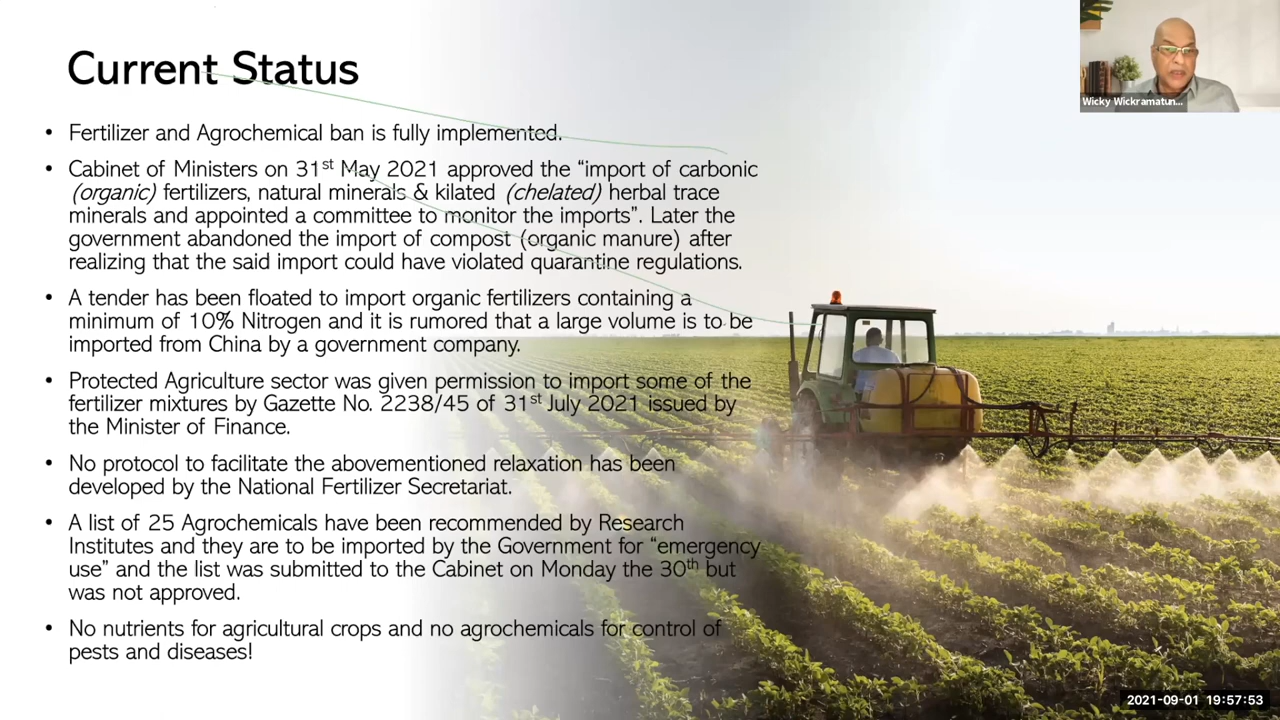 Current Status
• Fertilizer and Agrochemical ban is fully implemented.
• Cabinet of Ministers on 31st May 2021 approved the “import of carbonic
(organic) fertilizers, natural minerals & kilated (chelated) herbal trace
minerals and appointed a committee to monitor the imports”. Later the
government abandoned the import of compost (organic manure) after
realizing that the said import could have violated quarantine regulations.
• A tender has been floated to import organic fertilizers containing a
minimum of 10% Nitrogen and it is rumored that a large volume is to be
imported from China by a government company.
• Protected Agriculture sector was given permission to import some of the
fertilizer mixtures by Gazette No. 2238/45 of 31st July 2021 issued by
the Minister of Finance.
• No protocol to facilitate the abovementioned relaxation has been
developed by the National Fertilizer Secretariat.
• A list of 25 Agrochemicals have been recommended by Research
Institutes and they are to be imported by the Government for “emergency
use” and the list was submitted to the Cabinet on Monday the 30th but
was not approved.
• No nutrients for agricultural crops and no agrochemicals for control of
pests and diseases!
Wicky Wickramatun...
2021-09-01 19:57:53